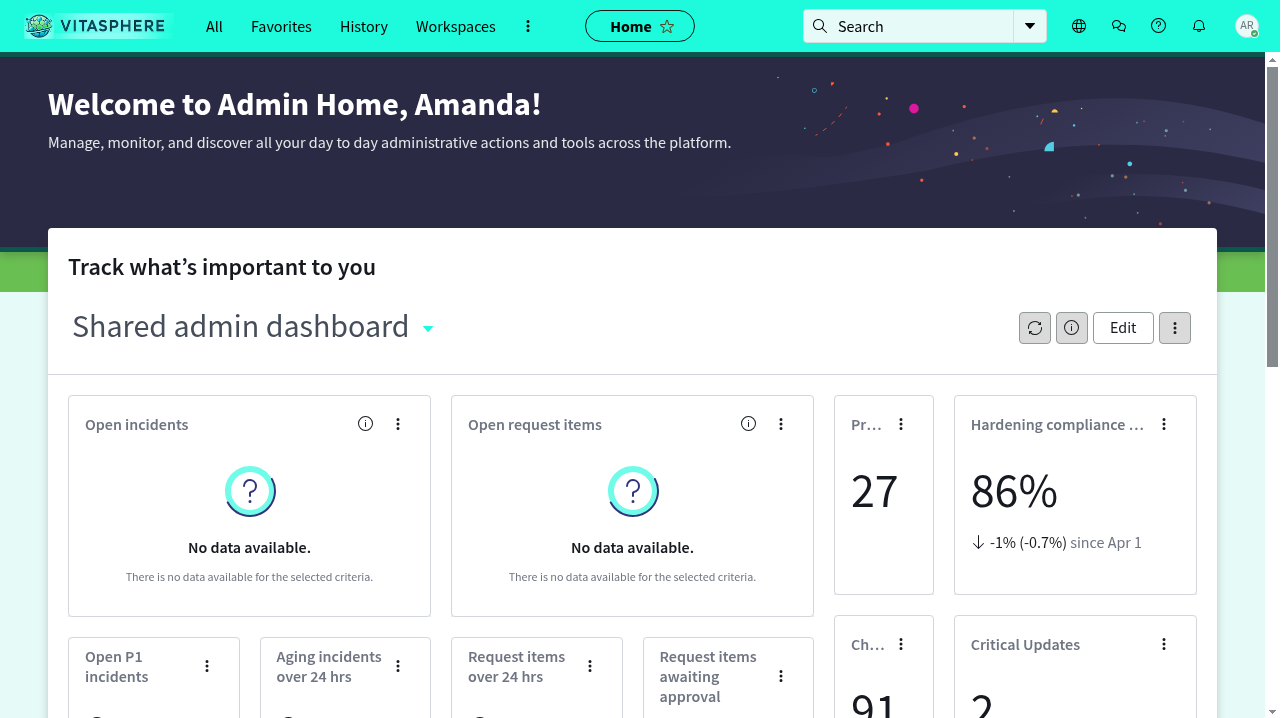 VITASPHERE
All
Favorites
History
Workspaces
Home
Search
AR
Welcome to Admin Home, Amanda!
Manage, monitor, and discover all your day to day administrative actions and tools across the platform.
Track what's important to you
Shared admin dashboard
Edit
Open incidents
?
No data available.
There is no data available for the selected criteria.
Open request items
?
No data available.
There is no data available for the selected criteria.
Pr...
27
Hardening compliance ...
86%
-1% (-0.7%) since Apr 1
Open P1
incidents
Aging incidents
over 24 hrs
Request items
over 24 hrs
Request items
awaiting
approval
Ch...
91
Critical Updates
2